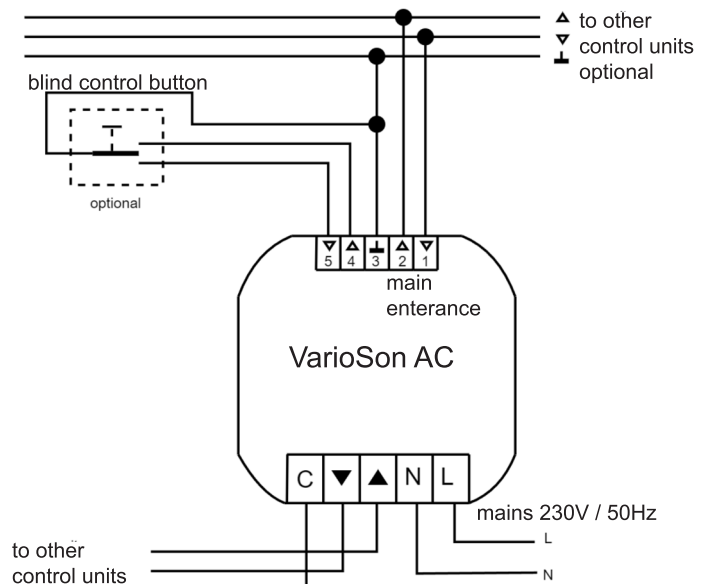 to other
control units
optional
blind control button
optional
5 4 3 2 1
main
enterance
VarioSon AC
C N L
mains 230V / 50Hz
L
to other
control units
N